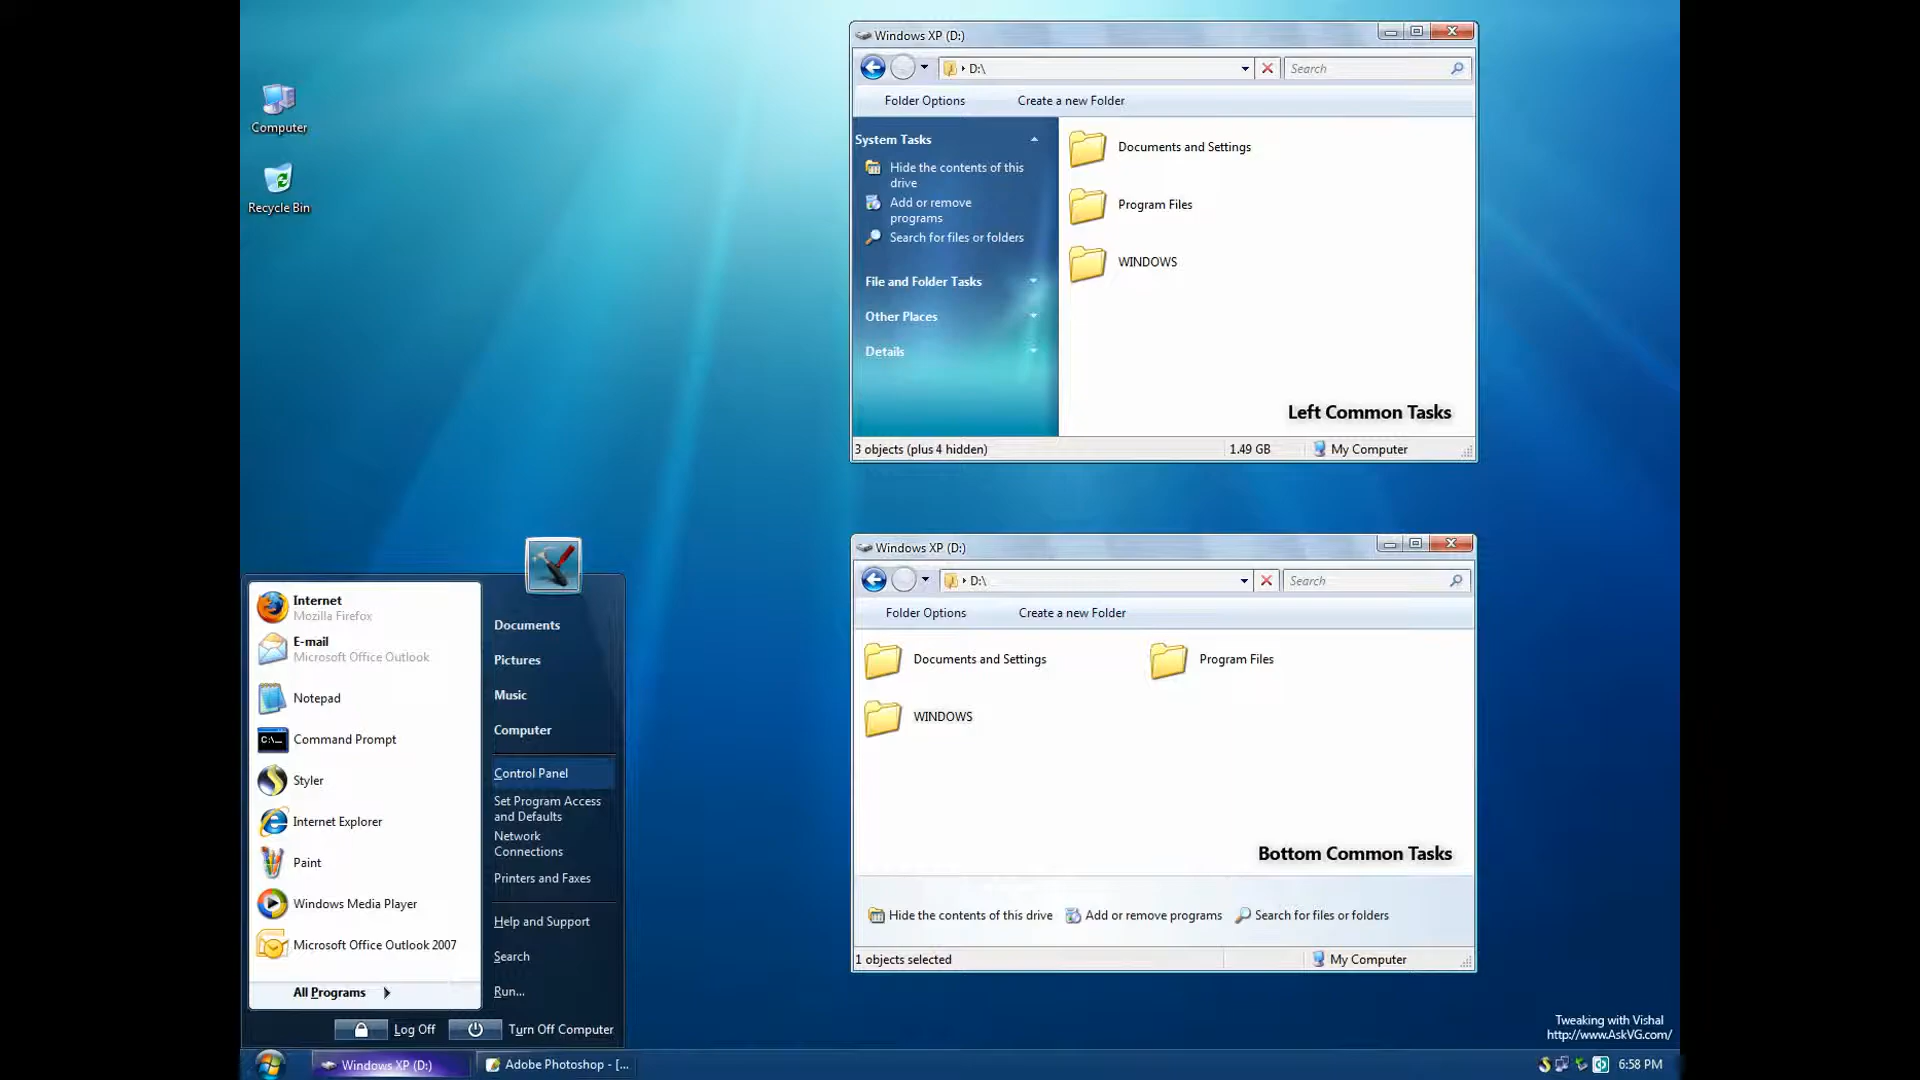 Computer
Recycle Bin
Windows XP (D:)
D:\
Search
Folder Options
Create a new Folder
System Tasks
Hide the contents of this
drive
Add or remove
programs
Search for files or folders
File and Folder Tasks
Other Places
Details
Documents and Settings
Program Files
WINDOWS
Left Common Tasks
3 objects (plus 4 hidden)
1.49 GB
My Computer
Windows XP (D:)
D:\
Search
Folder Options
Create a new Folder
Documents and Settings
Program Files
WINDOWS
Bottom Common Tasks
Hide the contents of this drive
Add or remove programs
Search for files or folders
1 objects selected
My Computer
Internet
Mozilla Firefox
E-mail
Microsoft Office Outlook
Notepad
C:\_
Command Prompt
Styler
Internet Explorer
Paint
Windows Media Player
Microsoft Office Outlook 2007
All Programs
Documents
Pictures
Music
Computer
Control Panel
Set Program Access
and Defaults
Network
Connections
Printers and Faxes
Help and Support
Search
Run...
Log Off
Turn Off Computer
Tweaking with Vishal
http://www.AskVG.com/
Windows XP (D:)
Adobe Photoshop - [...
6:58 PM